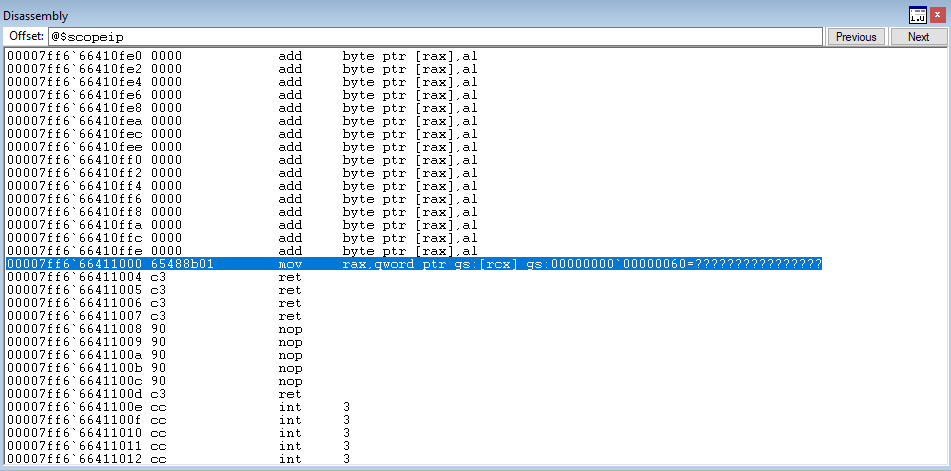 Disassembly
Offset: @$scopeip Previous Next
00007ff6`66410fe0 0000 add byte ptr [rax],al
00007ff6`66410fe2 0000 add byte ptr [rax],al
00007ff6`66410fe4 0000 add byte ptr [rax],al
00007ff6`66410fe6 0000 add byte ptr [rax],al
00007ff6`66410fe8 0000 add byte ptr [rax],al
00007ff6`66410fea 0000 add byte ptr [rax],al
00007ff6`66410fec 0000 add byte ptr [rax],al
00007ff6`66410fee 0000 add byte ptr [rax],al
00007ff6`66410ff0 0000 add byte ptr [rax],al
00007ff6`66410ff2 0000 add byte ptr [rax],al
00007ff6`66410ff4 0000 add byte ptr [rax],al
00007ff6`66410ff6 0000 add byte ptr [rax],al
00007ff6`66410ff8 0000 add byte ptr [rax],al
00007ff6`66410ffa 0000 add byte ptr [rax],al
00007ff6`66410ffc 0000 add byte ptr [rax],al
00007ff6`66410ffe 0000 add byte ptr [rax],al
00007ff6`66411000 65488b01 mov rax,qword ptr gs:[rcx] gs:00000000`00000060=????????????????
00007ff6`66411004 c3 ret
00007ff6`66411005 c3 ret
00007ff6`66411006 c3 ret
00007ff6`66411007 c3 ret
00007ff6`66411008 90 nop
00007ff6`66411009 90 nop
00007ff6`6641100a 90 nop
00007ff6`6641100b 90 nop
00007ff6`6641100c 90 nop
00007ff6`6641100d c3 ret
00007ff6`6641100e cc int 3
00007ff6`6641100f cc int 3
00007ff6`66411010 cc int 3
00007ff6`66411011 cc int 3
00007ff6`66411012 cc int 3